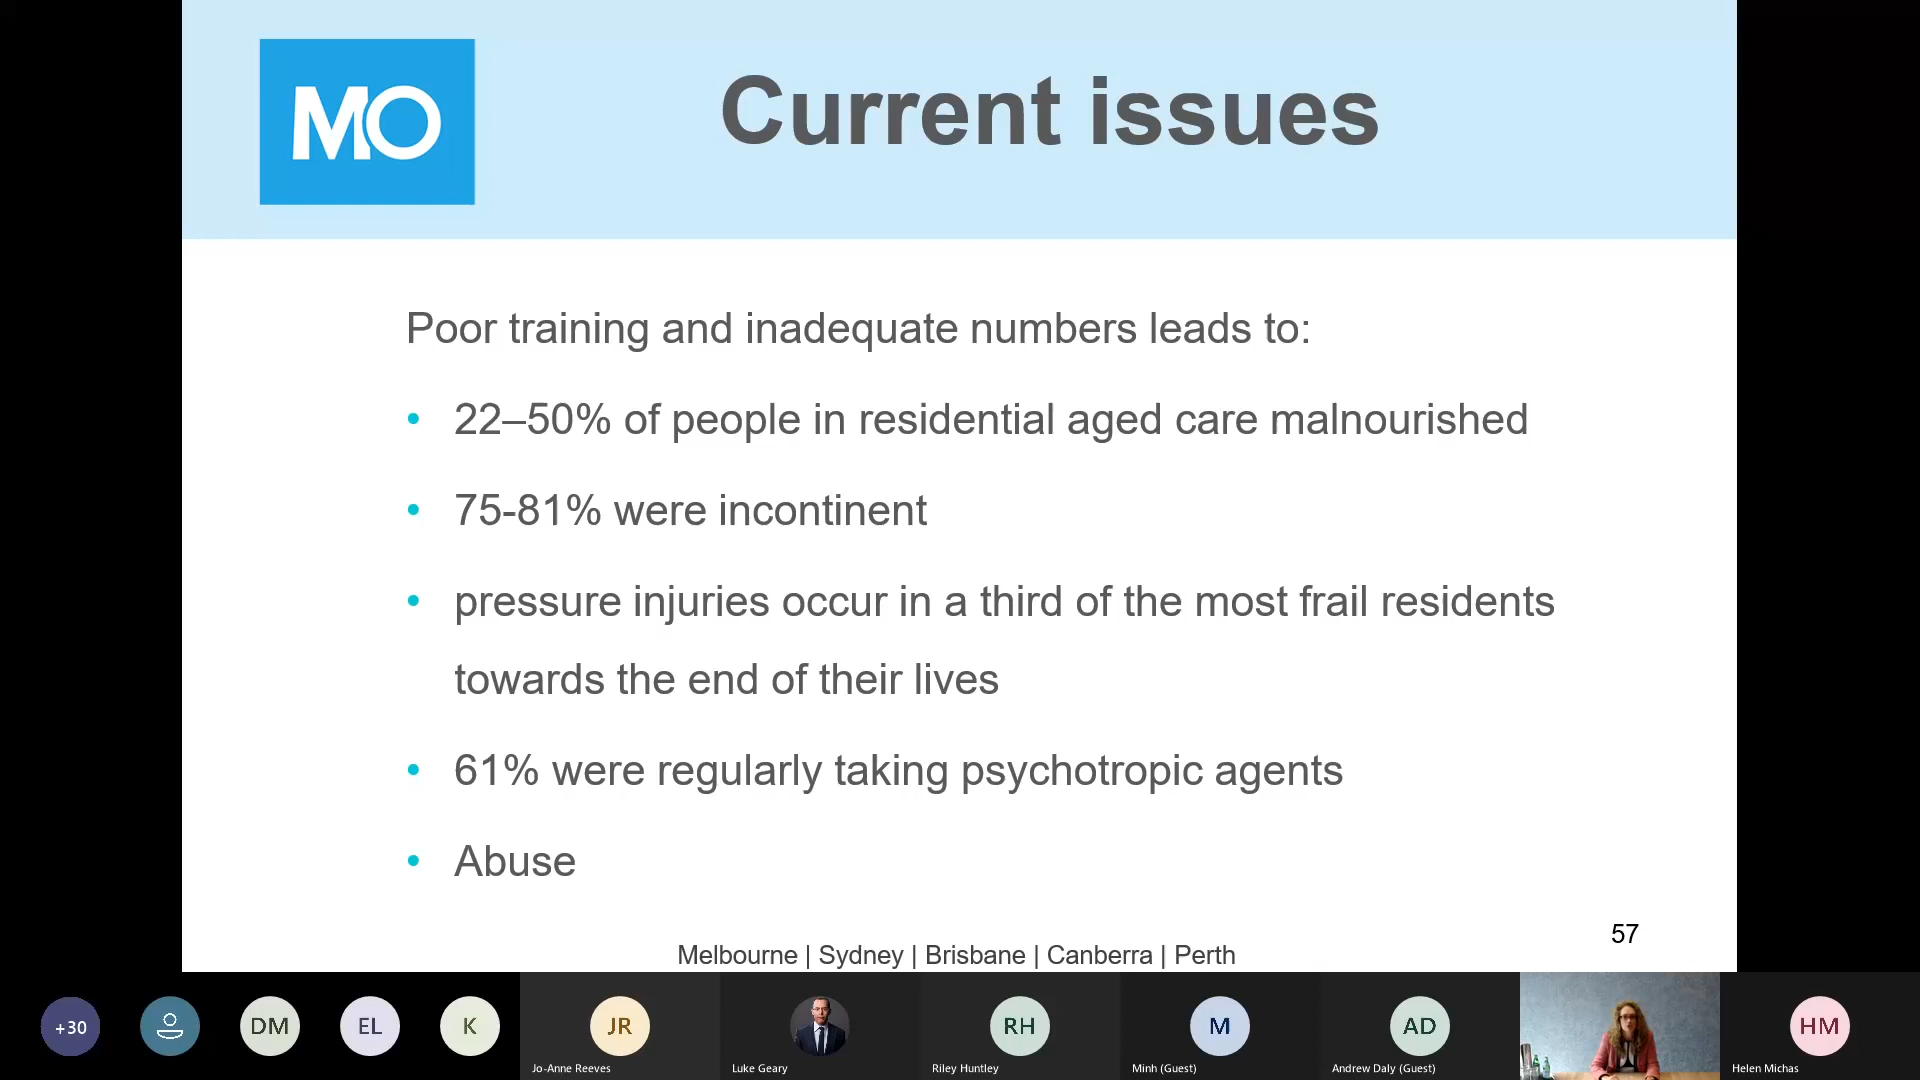 MO
Current issues
Poor training and inadequate numbers leads to:
• 22–50% of people in residential aged care malnourished
• 75-81% were incontinent
• pressure injuries occur in a third of the most frail residents
towards the end of their lives
• 61% were regularly taking psychotropic agents
• Abuse
57
Melbourne | Sydney | Brisbane | Canberra | Perth
+30
DM
EL
K
JR
RH
M
AD
HM
Jo-Anne Reeves
Luke Geary
Riley Huntley
Minh (Guest)
Andrew Daly (Guest)
Helen Michas